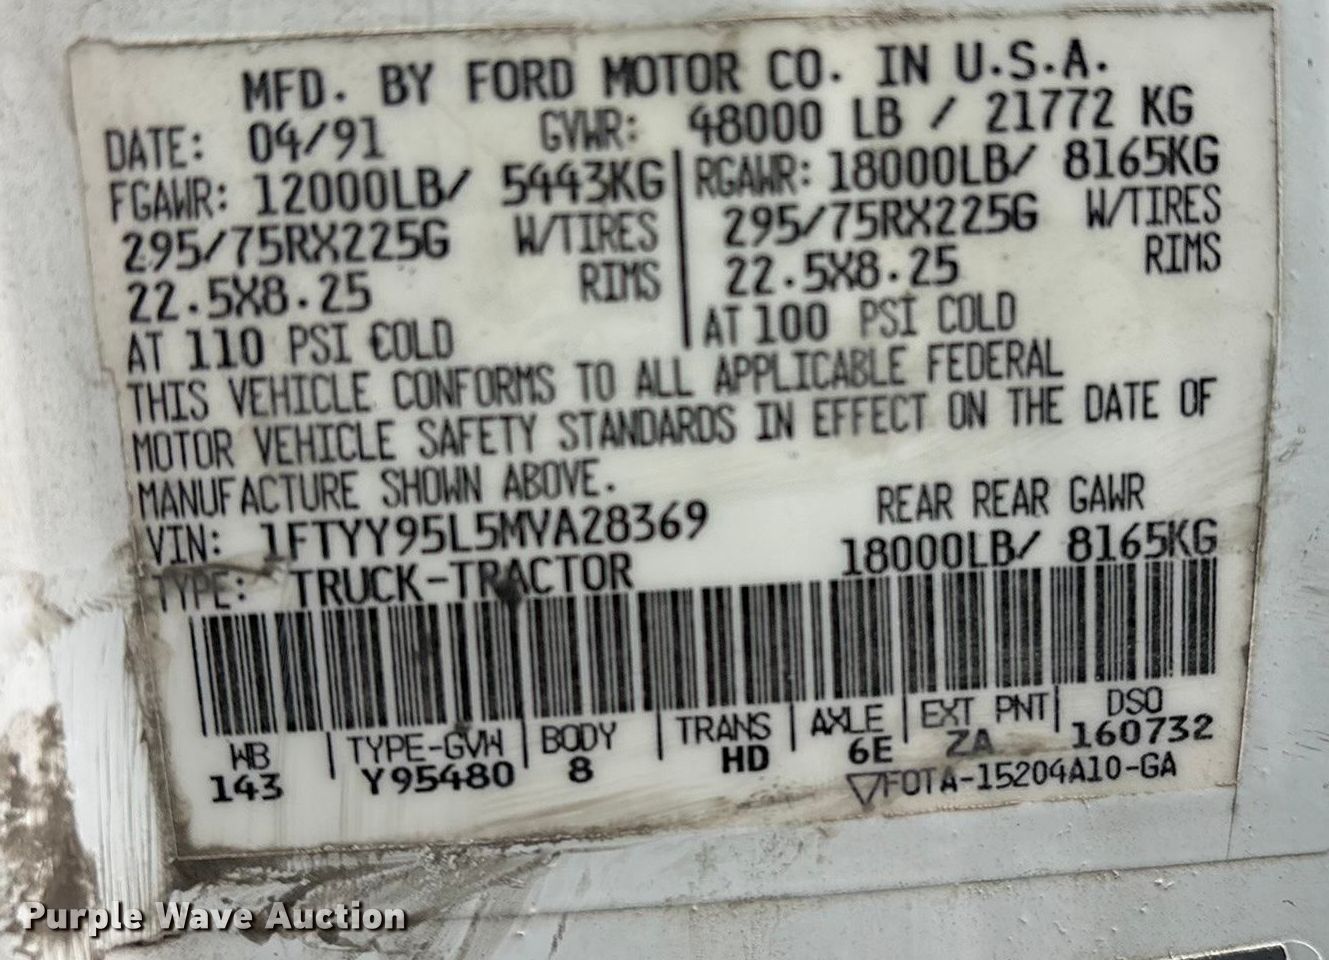 MFD. BY FORD MOTOR CO. IN U.S.A.
DATE: 04/91 GVWR: 48000 LB / 21772 KG
FGAWR: 12000LB/ 5443KG RGAWR: 18000LB/ 8165KG
295/75RX225G W/TIRES 295/75RX225G W/TIRES
22.5X8.25 RIMS 22.5X8.25 RIMS
AT 110 PSI COLD AT 100 PSI COLD
THIS VEHICLE CONFORMS TO ALL APPLICABLE FEDERAL
MOTOR VEHICLE SAFETY STANDARDS IN EFFECT ON THE DATE OF
MANUFACTURE SHOWN ABOVE.
REAR REAR GAWR
VIN: 1FTYY95L5MVA28369 18000LB/ 8165KG
TYPE: TRUCK-TRACTOR
WB TYPE-GVW BODY TRANS AXLE EXT PNT DSO
143 Y95480 8 HD 6E ZA 160732
FOTA-15204A10-GA
Purple Wave Auction